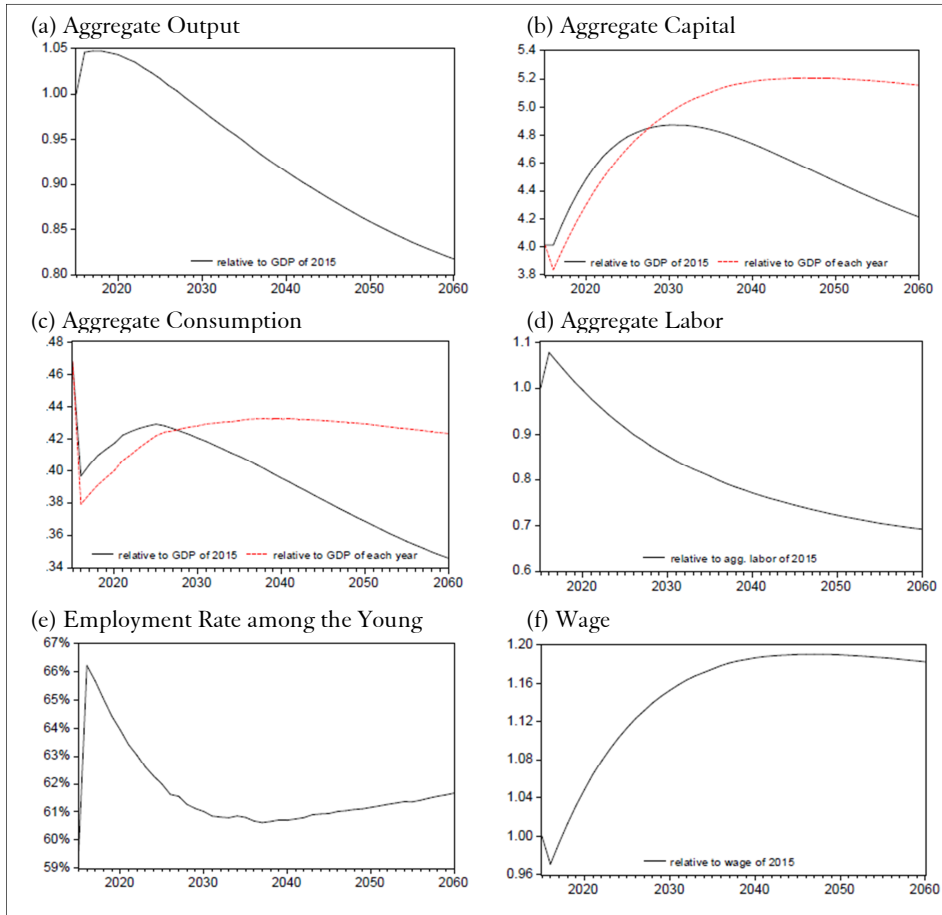 (a) Aggregate Output
1.05
1.00
0.95
0.90
0.85
0.80
relative to GDP of 2015
2020 2030 2040 2050 2060
(b) Aggregate Capital
5.4
5.2
4.8
4.4
4.0
3.8
relative to GDP of 2015 relative to GDP of each year
2020 2030 2040 2050 2060
(c) Aggregate Consumption
.48
.46
.44
.42
.40
.38
.36
.34
relative to GDP of 2015 relative to GDP of each year
2020 2030 2040 2050 2060
(d) Aggregate Labor
1.1
1.0
0.9
0.8
0.7
0.6
relative to agg. labor of 2015
2020 2030 2040 2050 2060
(e) Employment Rate among the Young
67%
66%
65%
64%
63%
62%
61%
60%
59%
2020 2030 2040 2050 2060
(f) Wage
1.20
1.16
1.12
1.08
1.04
1.00
0.96
relative to wage of 2015
2020 2030 2040 2050 2060